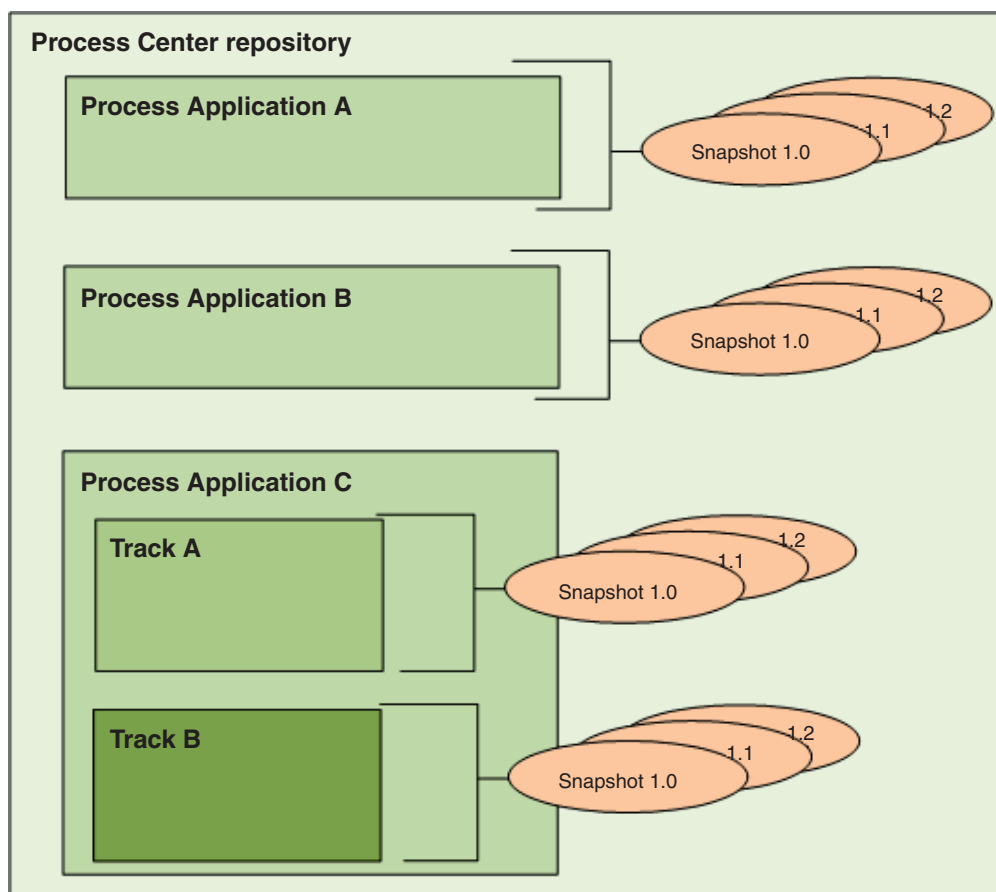 Process Center repository
Process Application A
1.2
1.1
Snapshot 1.0
Process Application B
1.2
1.1
Snapshot 1.0
Process Application C
Track A
1.2
1.1
Snapshot 1.0
Track B
1.2
1.1
Snapshot 1.0